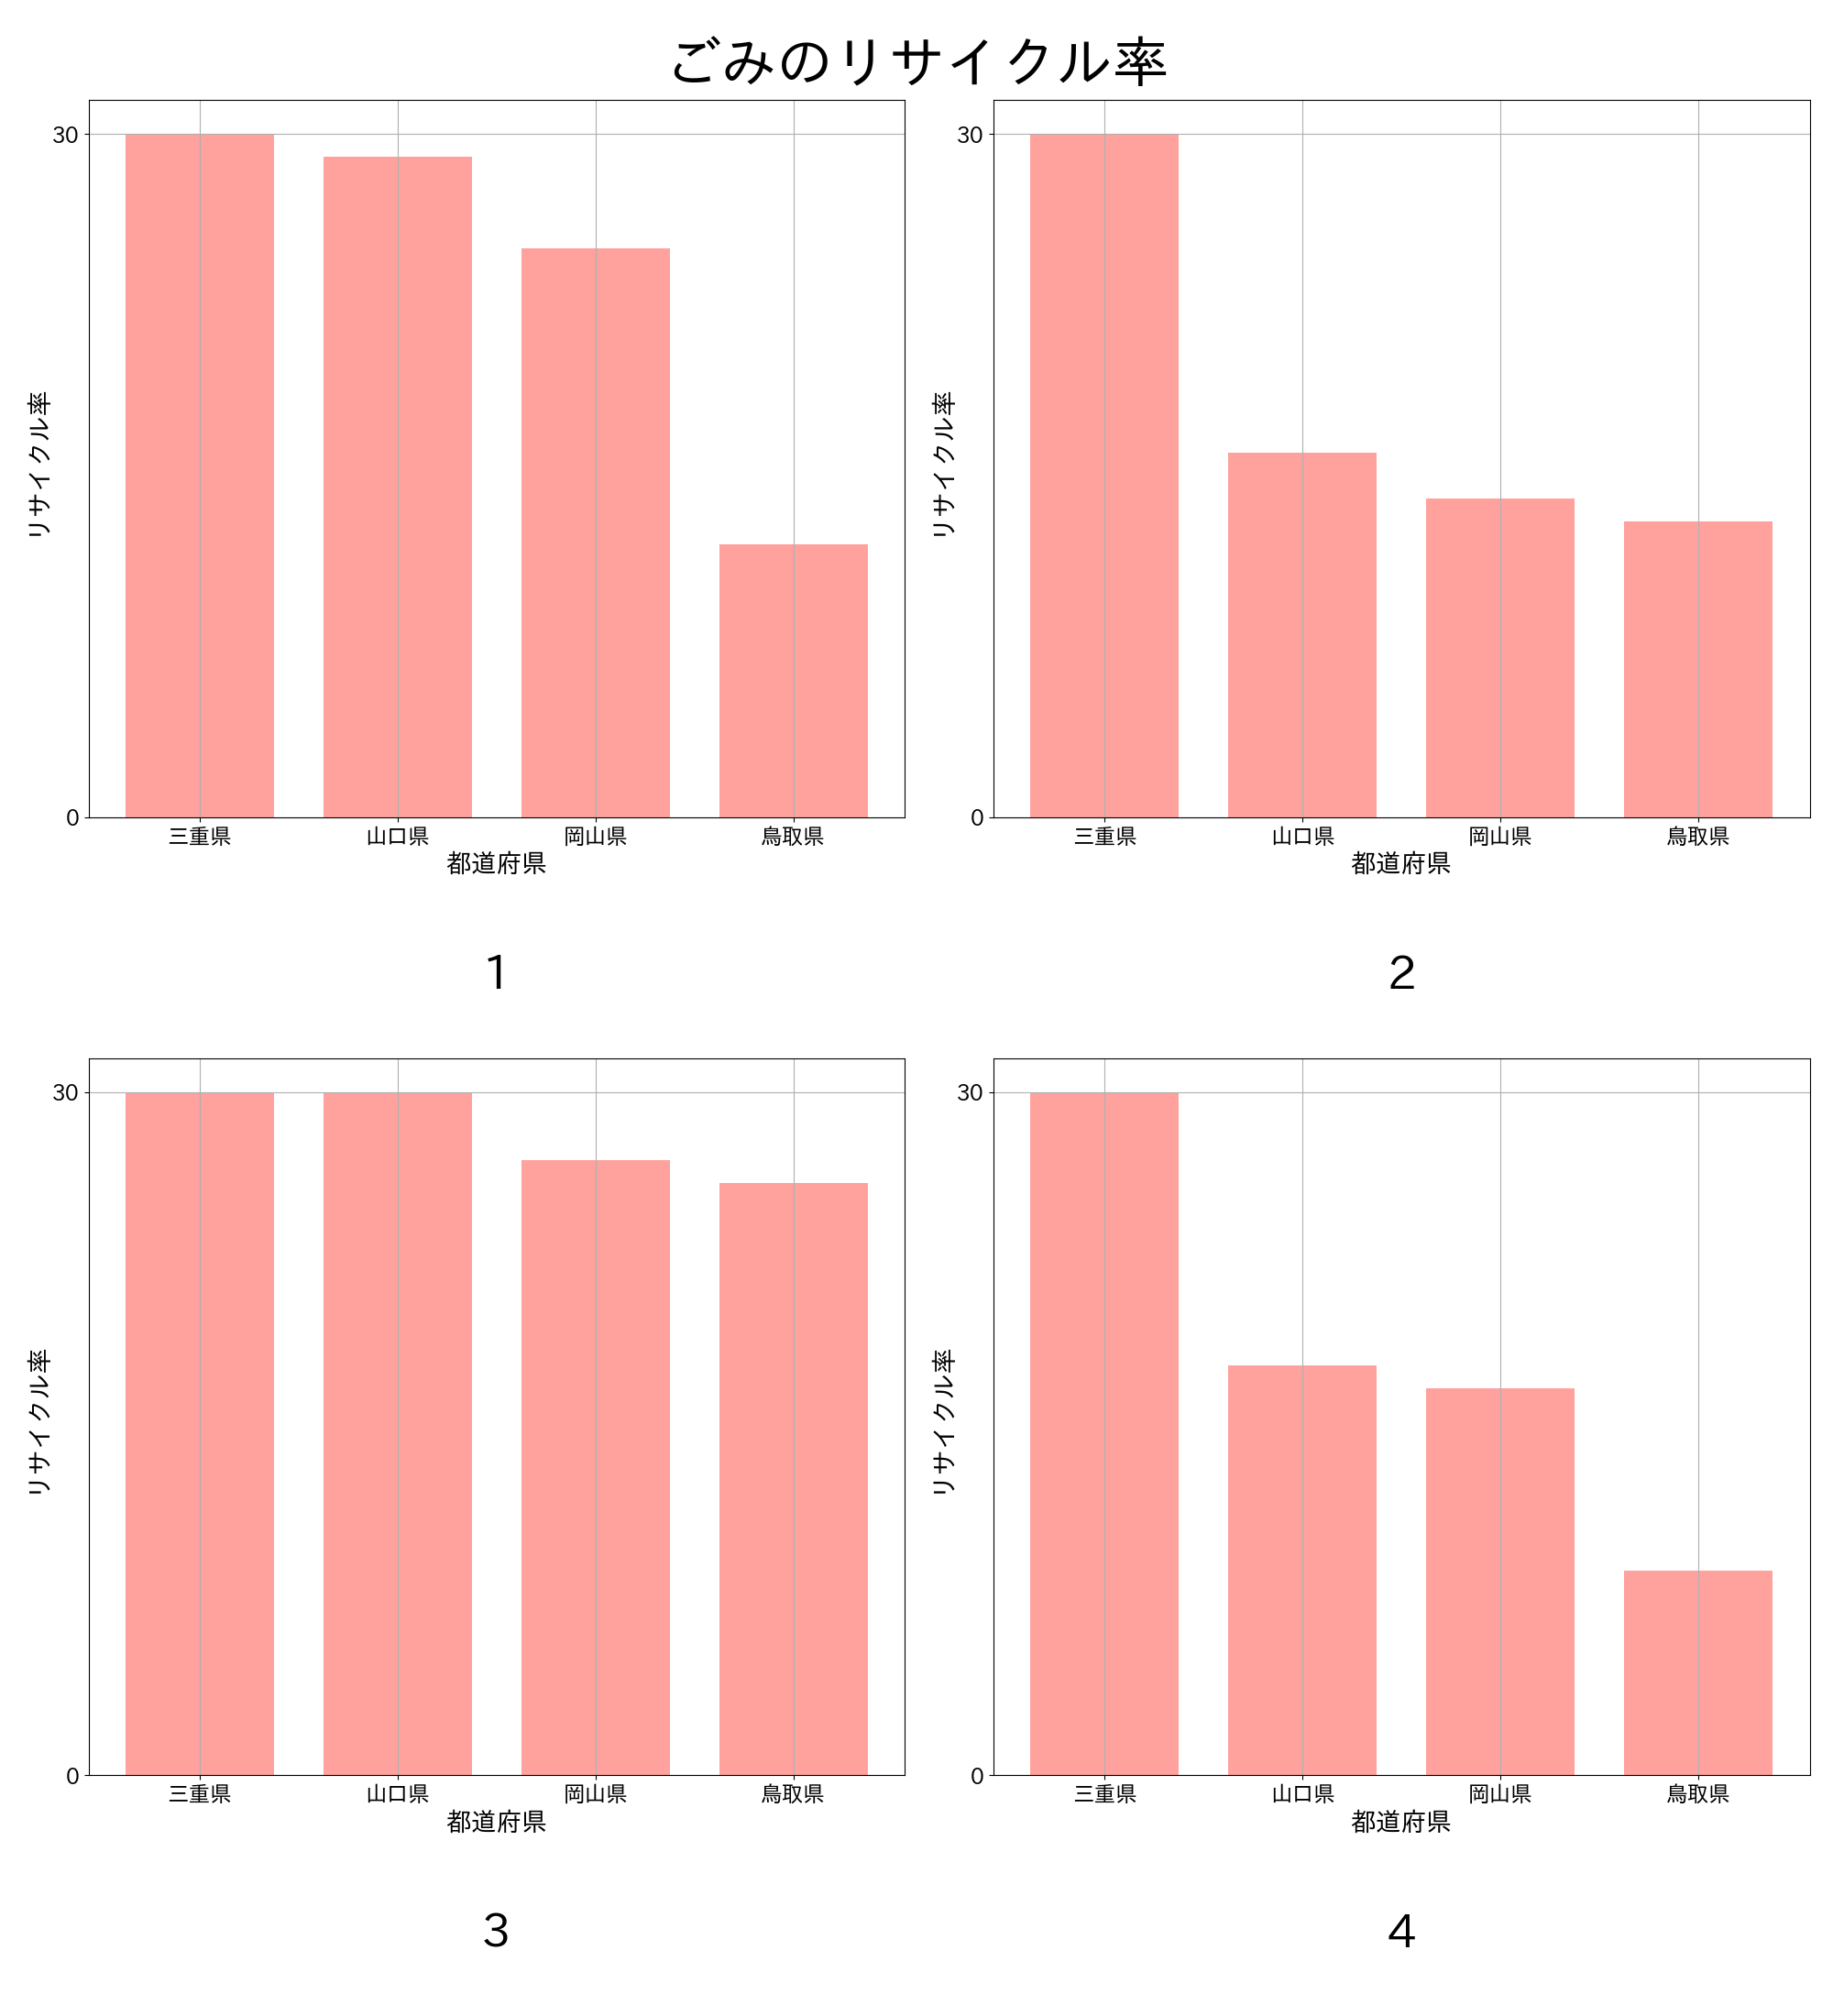 ごみのリサイクル率
30
0
リサイクル率
三重県 山口県 岡山県 鳥取県
都道府県
1
30
0
リサイクル率
三重県 山口県 岡山県 鳥取県
都道府県
2
30
0
リサイクル率
三重県 山口県 岡山県 鳥取県
都道府県
3
30
0
リサイクル率
三重県 山口県 岡山県 鳥取県
都道府県
4